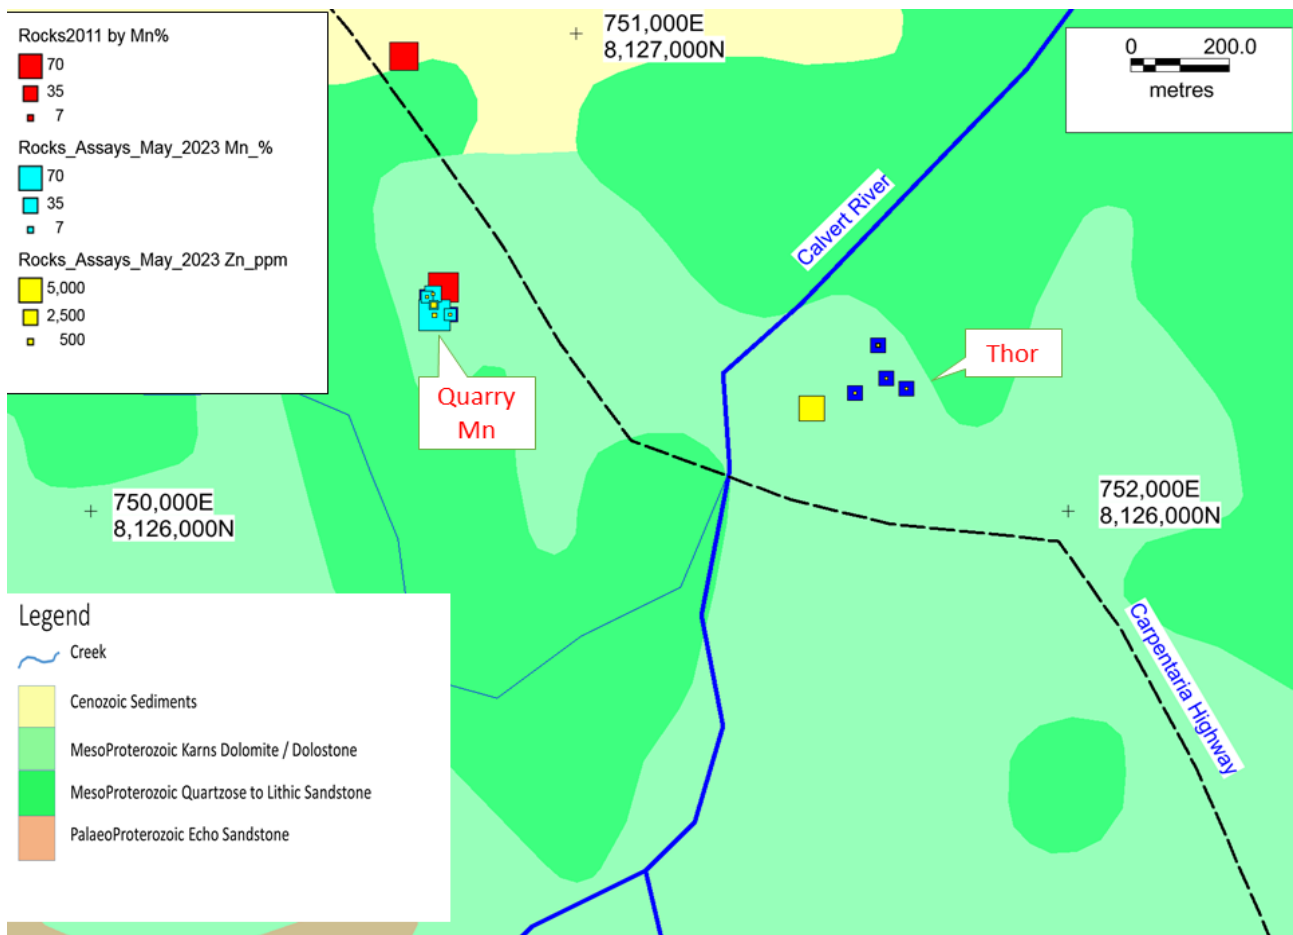 Rocks2011 by Mn%
70
35
7
Rocks_Assays_May_2023 Mn_%
70
35
7
Rocks_Assays_May_2023 Zn_ppm
5,000
2,500
500
751,000E
8,127,000N
0 200.0
metres
Calvert River
Thor
Quarry
Mn
750,000E
8,126,000N
752,000E
8,126,000N
Carpentaria Highway
Legend
Creek
Cenozoic Sediments
MesoProterozoic Karns Dolomite / Dolostone
MesoProterozoic Quartzose to Lithic Sandstone
PalaeoProterozoic Echo Sandstone